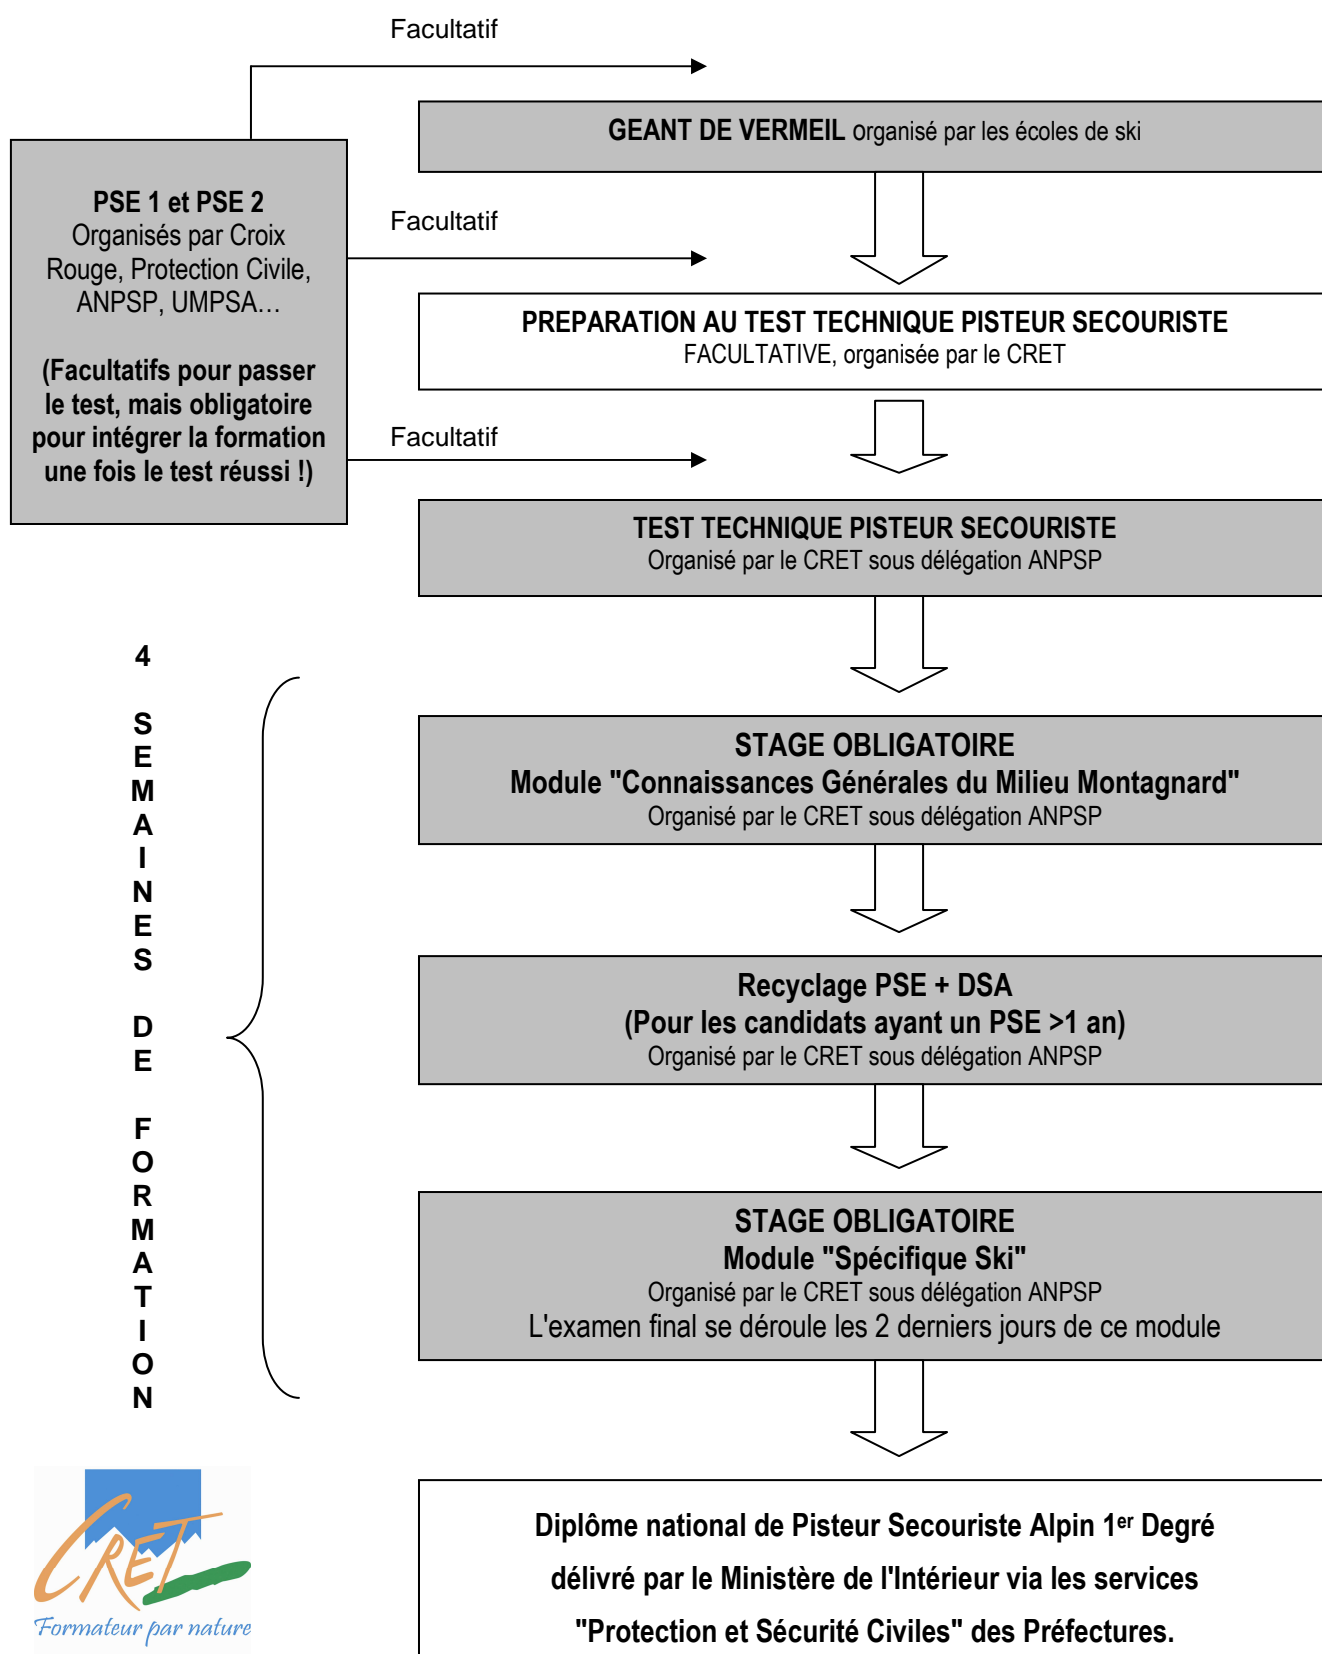 Facultatif
GEANT DE VERMEIL organisé par les écoles de ski
PSE 1 et PSE 2
Organisés par Croix
Rouge, Protection Civile,
ANPSP, UMPSA…
(Facultatifs pour passer
le test, mais obligatoire
pour intégrer la formation
une fois le test réussi !)
Facultatif
PREPARATION AU TEST TECHNIQUE PISTEUR SECOURISTE
FACULTATIVE, organisée par le CRET
Facultatif
TEST TECHNIQUE PISTEUR SECOURISTE
Organisé par le CRET sous délégation ANPSP
4
S
E
M
A
I
N
E
S
D
E
F
O
R
M
A
T
I
O
N
STAGE OBLIGATOIRE
Module "Connaissances Générales du Milieu Montagnard"
Organisé par le CRET sous délégation ANPSP
Recyclage PSE + DSA
(Pour les candidats ayant un PSE >1 an)
Organisé par le CRET sous délégation ANPSP
STAGE OBLIGATOIRE
Module "Spécifique Ski"
Organisé par le CRET sous délégation ANPSP
L'examen final se déroule les 2 derniers jours de ce module
CRET
Formateur par nature
Diplôme national de Pisteur Secouriste Alpin 1er Degré
délivré par le Ministère de l'Intérieur via les services
"Protection et Sécurité Civiles" des Préfectures.